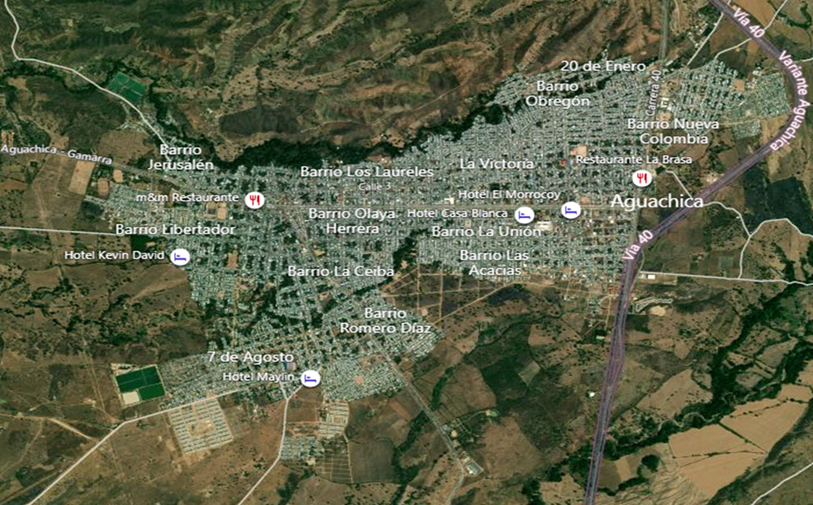 Vía 40
Variante Aguachica
20 de Enero
Carrera 40
Barrio
Obregón
Barrio Nueva
Colombia
Aguachica - Gamarra
Barrio
Jerusalén
La Victoria
Restaurante La Brasa
Barrio Los Laureles
Calle 3
m&m Restaurante
Hotel El Morrocoy
Aguachica
Barrio Olaya
Herrera
Hotel Casa Blanca
Barrio Libertador
Barrio La Unión
Vía 40
Hotel Kevin David
Barrio Las
Acacias
Barrio La Ceiba
Barrio
Romero Díaz
7 de Agosto
Hotel Maylin